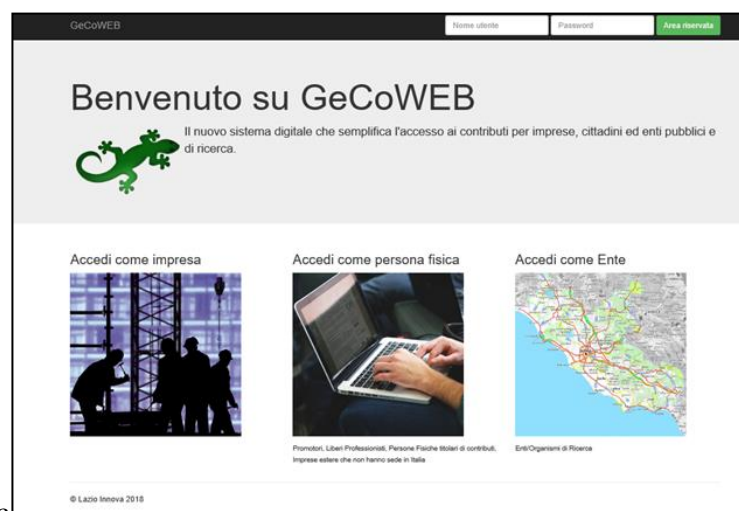 GeCoWEB
Nome utente
Password
Area riservata
Benvenuto su GeCoWEB
Il nuovo sistema digitale che semplifica l'accesso ai contributi per imprese, cittadini ed enti pubblici e
di ricerca.
Accedi come impresa
Accedi come persona fisica
Accedi come Ente
Promotori, Liberi Professionisti, Persone Fisiche titolari di contributi,
Imprese estere che non hanno sede in Italia
Enti/Organismi di Ricerca
© Lazio Innova 2018